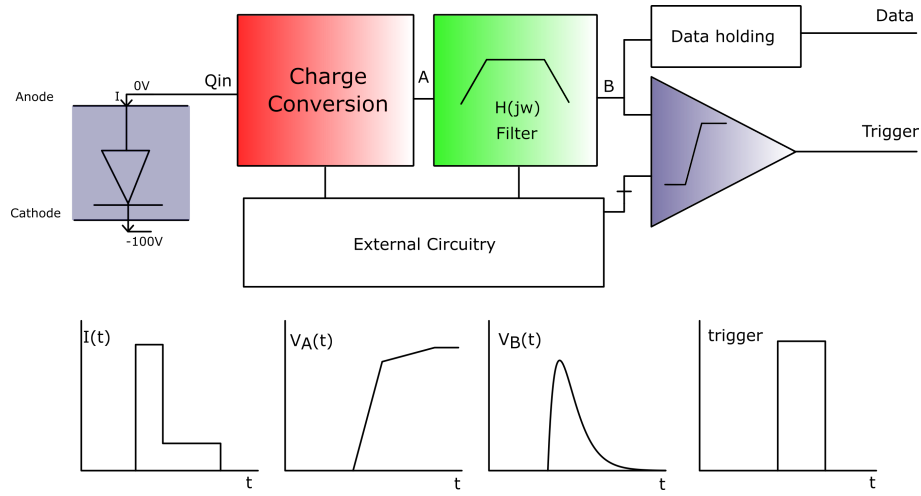 Data
Data holding
0V
I
Qin
Anode
Charge
Conversion
A
H(jw)
Filter
B
Trigger
Cathode
-100V
External Circuitry
I(t)
VA(t)
VB(t)
trigger
t
t
t
t